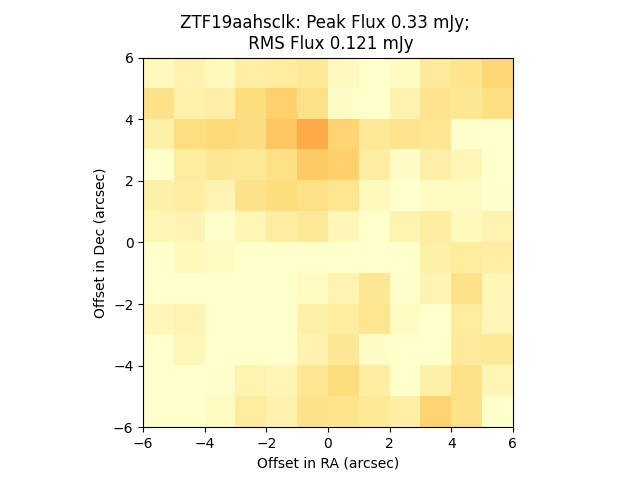 ZTF19aahsclk: Peak Flux 0.33 mJy;
RMS Flux 0.121 mJy
6
4
2
0
−2
−4
−6
Offset in Dec (arcsec)
−6 −4 −2 0 2 4 6
Offset in RA (arcsec)